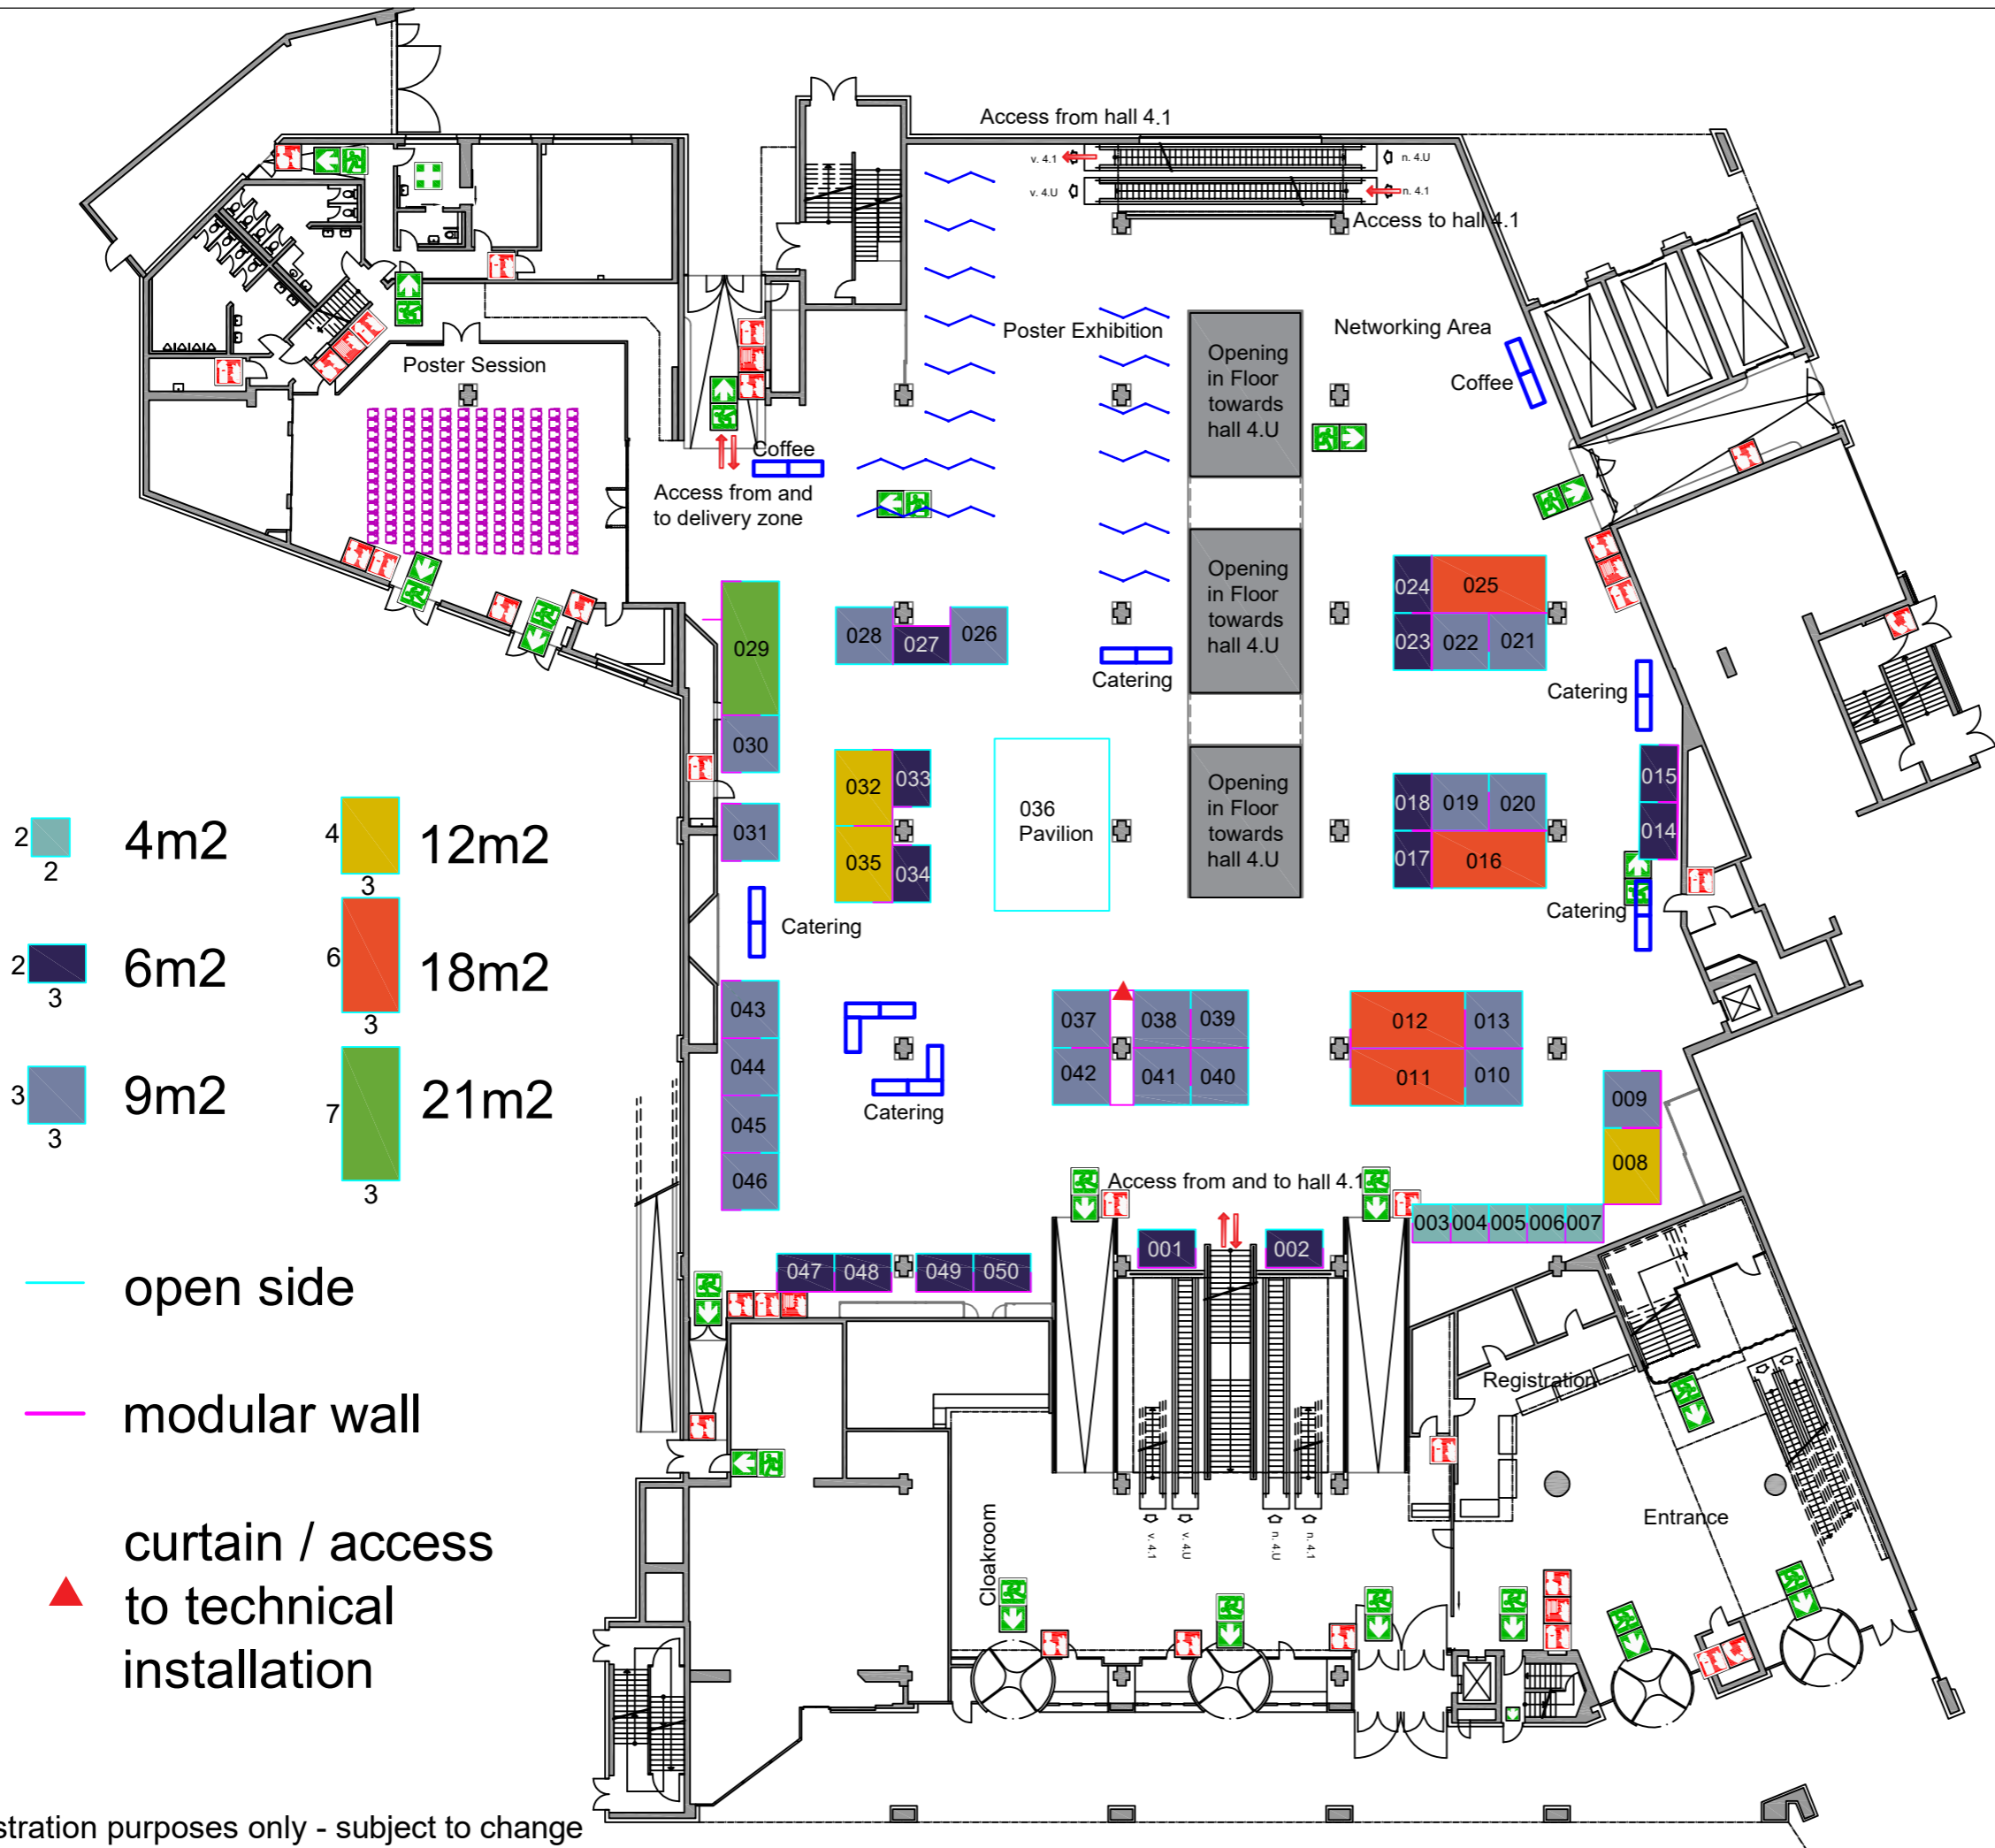 Access from hall 4.1
v. 4.1
n. 4.U
v. 4.U
n. 4.1
Access to hall 4.1
Poster Exhibition
Networking Area
Opening
in Floor
towards
hall 4.U
Poster Session
Coffee
Coffee
Access from and
to delivery zone
024
025
023
022
021
029
028
027
026
Opening
in Floor
towards
hall 4.U
Catering
Catering
030
032
033
036
Pavilion
Opening
in Floor
towards
hall 4.U
018
019
020
015
014
031
035
034
017
016
Catering
Catering
2
2
4m2
4
3
12m2
2
3
6m2
6
3
18m2
3
3
9m2
7
3
21m2
043
044
045
046
037
038
039
042
041
040
012
013
011
010
009
008
Catering
Access from and to hall 4.1
003
004
005
006
007
001
002
047
048
049
050
open side
modular wall
curtain / access
to technical
installation
Registration
Entrance
Cloakroom
v. 4.1
v. 4.U
n. 4.U
n. 4.1
purposes only - subject to change